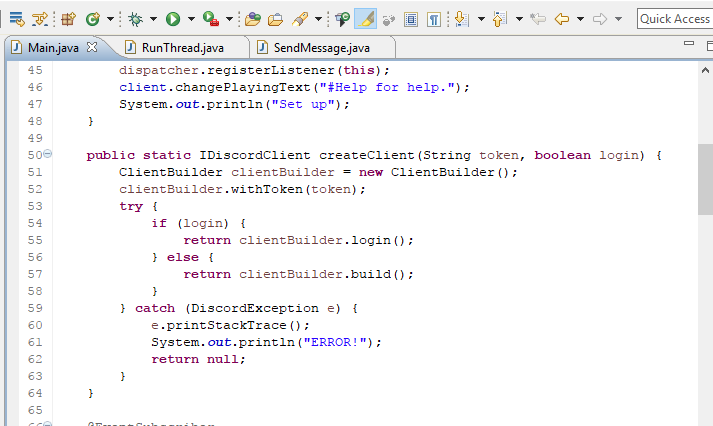 Quick Access
Main.java
RunThread.java
SendMessage.java
45 dispatcher.registerListener(this);
46 client.changePlayingText("#Help for help.");
47 System.out.println("Set up");
48 }
49
50 public static IDiscordClient createClient(String token, boolean login) {
51 ClientBuilder clientBuilder = new ClientBuilder();
52 clientBuilder.withToken(token);
53 try {
54 if (login) {
55 return clientBuilder.login();
56 } else {
57 return clientBuilder.build();
58 }
59 } catch (DiscordException e) {
60 e.printStackTrace();
61 System.out.println("ERROR!");
62 return null;
63 }
64 }
65
66 @EventSubscriber